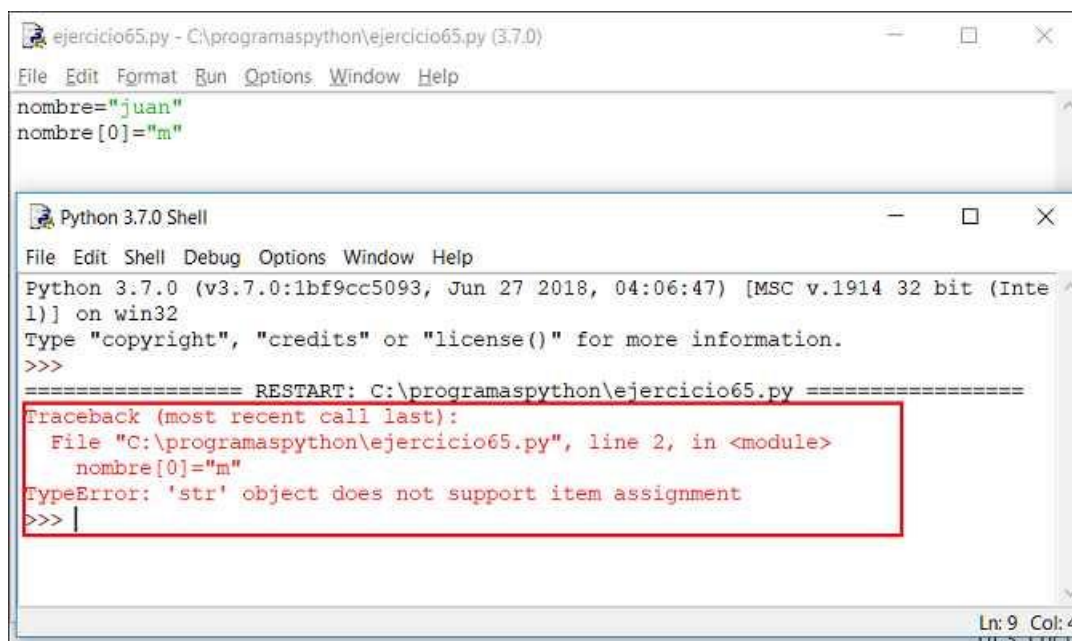 ejercicio65.py - C:\programaspython\ejercicio65.py (3.7.0)
File Edit Format Run Options Window Help
nombre="juan"
nombre[0]="m"
Python 3.7.0 Shell
File Edit Shell Debug Options Window Help
Python 3.7.0 (v3.7.0:1bf9cc5093, Jun 27 2018, 04:06:47) [MSC v.1914 32 bit (Inte
l)] on win32
Type "copyright", "credits" or "license()" for more information.
>>>
================= RESTART: C:\programaspython\ejercicio65.py =================
Traceback (most recent call last):
  File "C:\programaspython\ejercicio65.py", line 2, in <module>
    nombre[0]="m"
TypeError: 'str' object does not support item assignment
>>>
Ln: 9 Col: 4